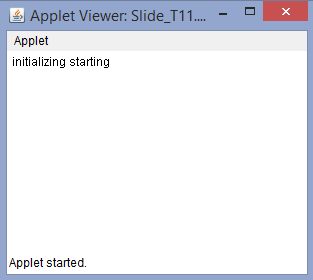 Applet Viewer: Slide_T11....
Applet
initializing starting
Applet started.